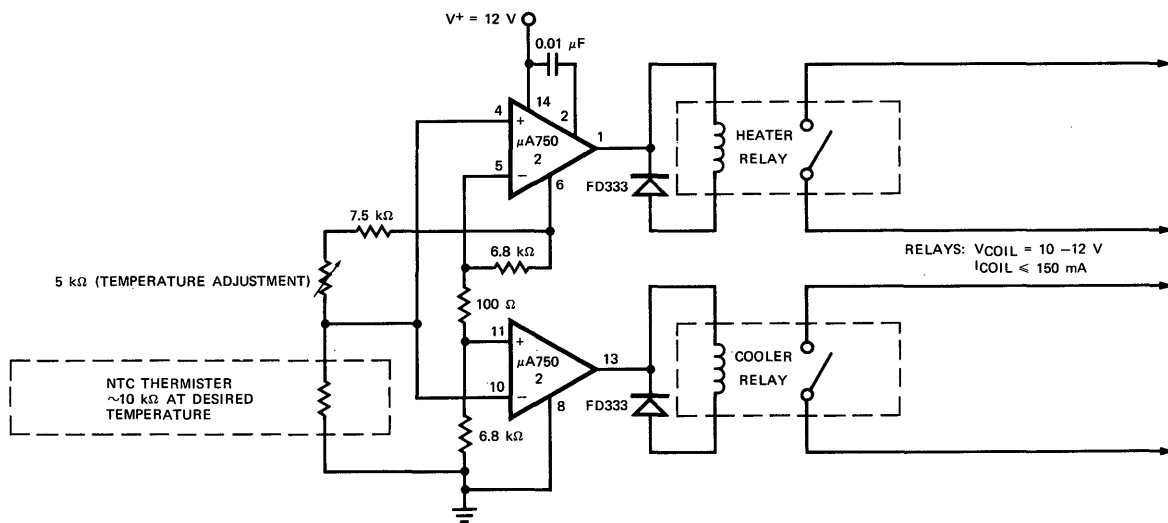 V+ = 12 V
0.01 µF
14
2
4
+
µA750
2
1
5
−
6
HEATER
RELAY
FD333
7.5 kΩ
6.8 kΩ
RELAYS: VCOIL = 10 −12 V
ICOIL ≤ 150 mA
5 kΩ (TEMPERATURE ADJUSTMENT)
100 Ω
11
+
µA750
2
13
10
−
8
COOLER
RELAY
FD333
NTC THERMISTER
~10 kΩ AT DESIRED
TEMPERATURE
6.8 kΩ